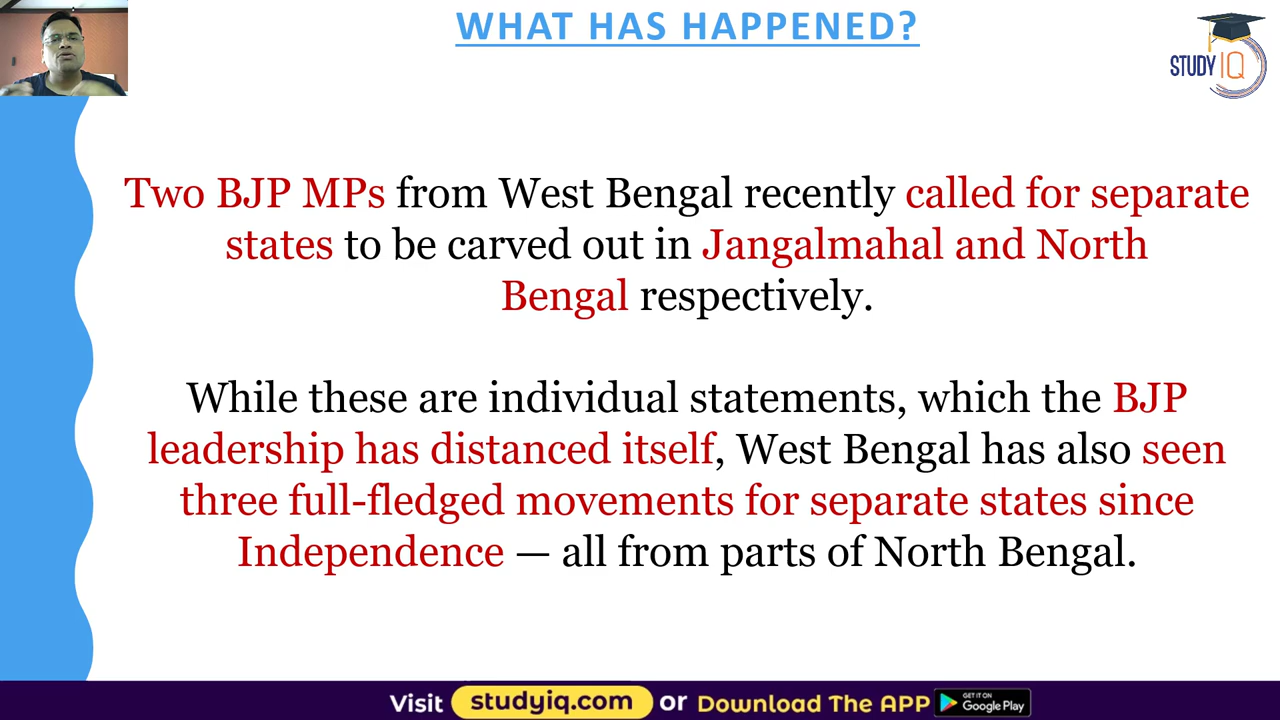 WHAT HAS HAPPENED?
STUDY IQ
Two BJP MPs from West Bengal recently called for separate
states to be carved out in Jangalmahal and North
Bengal respectively.
While these are individual statements, which the BJP
leadership has distanced itself, West Bengal has also seen
three full-fledged movements for separate states since
Independence — all from parts of North Bengal.
Visit studyiq.com or Download The APP GET IT ON Google Play